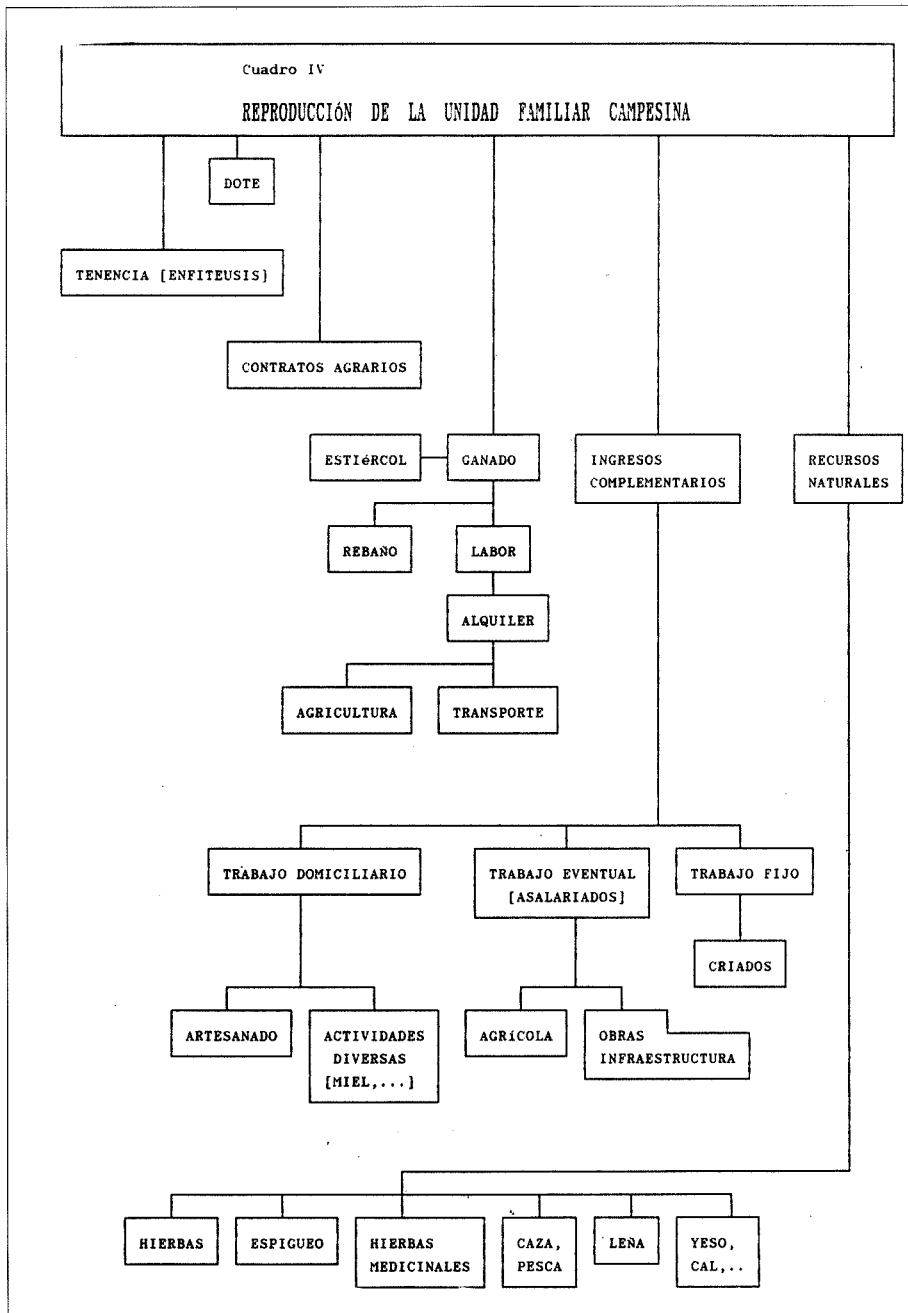 Cuadro IV
REPRODUCCIóN DE LA UNIDAD FAMILIAR CAMPESINA
DOTE
TENENCIA [ENFITEUSIS]
CONTRATOS AGRARIOS
ESTIéRCOL
GANADO
INGRESOS
COMPLEMENTARIOS
RECURSOS
NATURALES
REBAÑO
LABOR
ALQUILER
AGRICULTURA
TRANSPORTE
TRABAJO DOMICILIARIO
TRABAJO EVENTUAL
[ASALARIADOS]
TRABAJO FIJO
CRIADOS
ARTESANADO
ACTIVIDADES
DIVERSAS
[MIEL,...]
AGRíCOLA
OBRAS
INFRAESTRUCTURA
HIERBAS
ESPIGUEO
HIERBAS
MEDICINALES
CAZA,
PESCA
LEÑA
YESO,
CAL,..